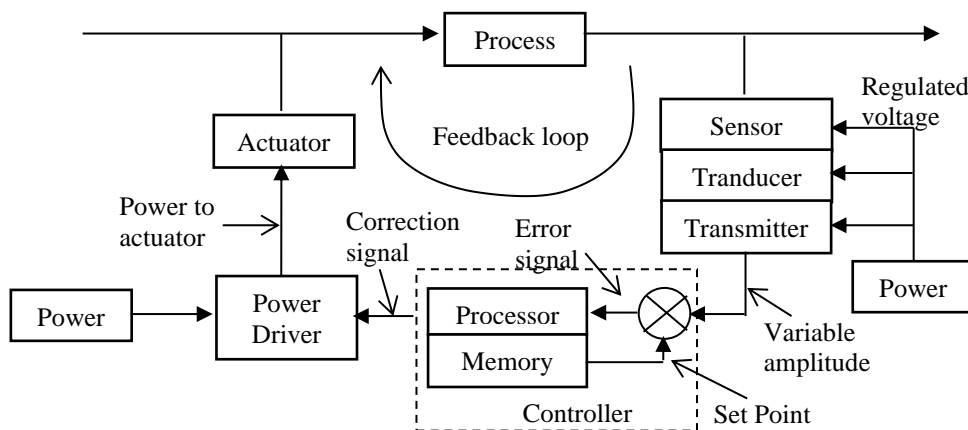 Process
Regulated
voltage
Actuator
Feedback loop
Sensor
Tranducer
Transmitter
Power to
actuator
Correction
signal
Error
signal
Power
Power
Driver
Processor
Memory
Power
Variable
amplitude
Controller
Set Point